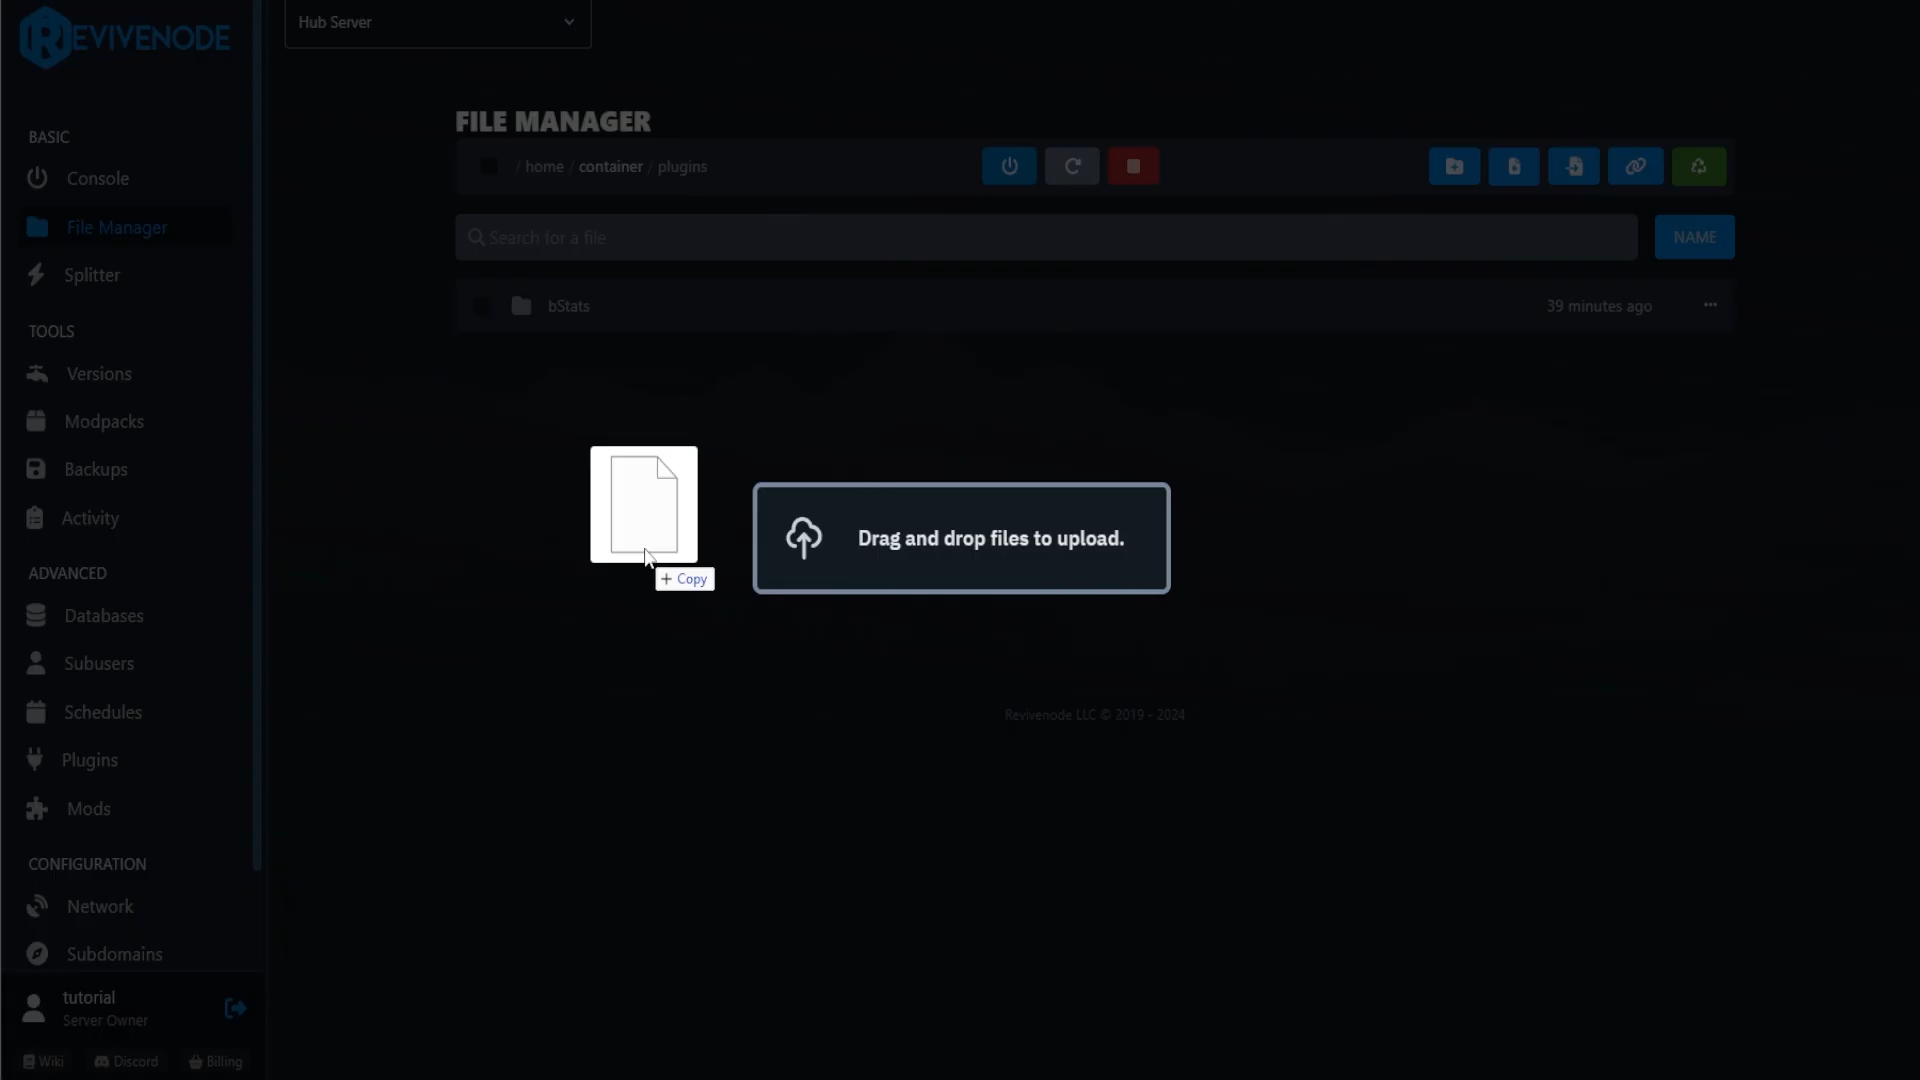 REVIVENODE
Hub Server
BASIC
Console
File Manager
Splitter
TOOLS
Versions
Modpacks
Backups
Activity
ADVANCED
Databases
Subusers
Schedules
Plugins
Mods
CONFIGURATION
Network
Subdomains
tutorial
Server Owner
Wiki Discord Billing
FILE MANAGER
/ home / container / plugins
Search for a file
NAME
bStats 39 minutes ago
Drag and drop files to upload.
+ Copy
Revivenode LLC © 2019 - 2024